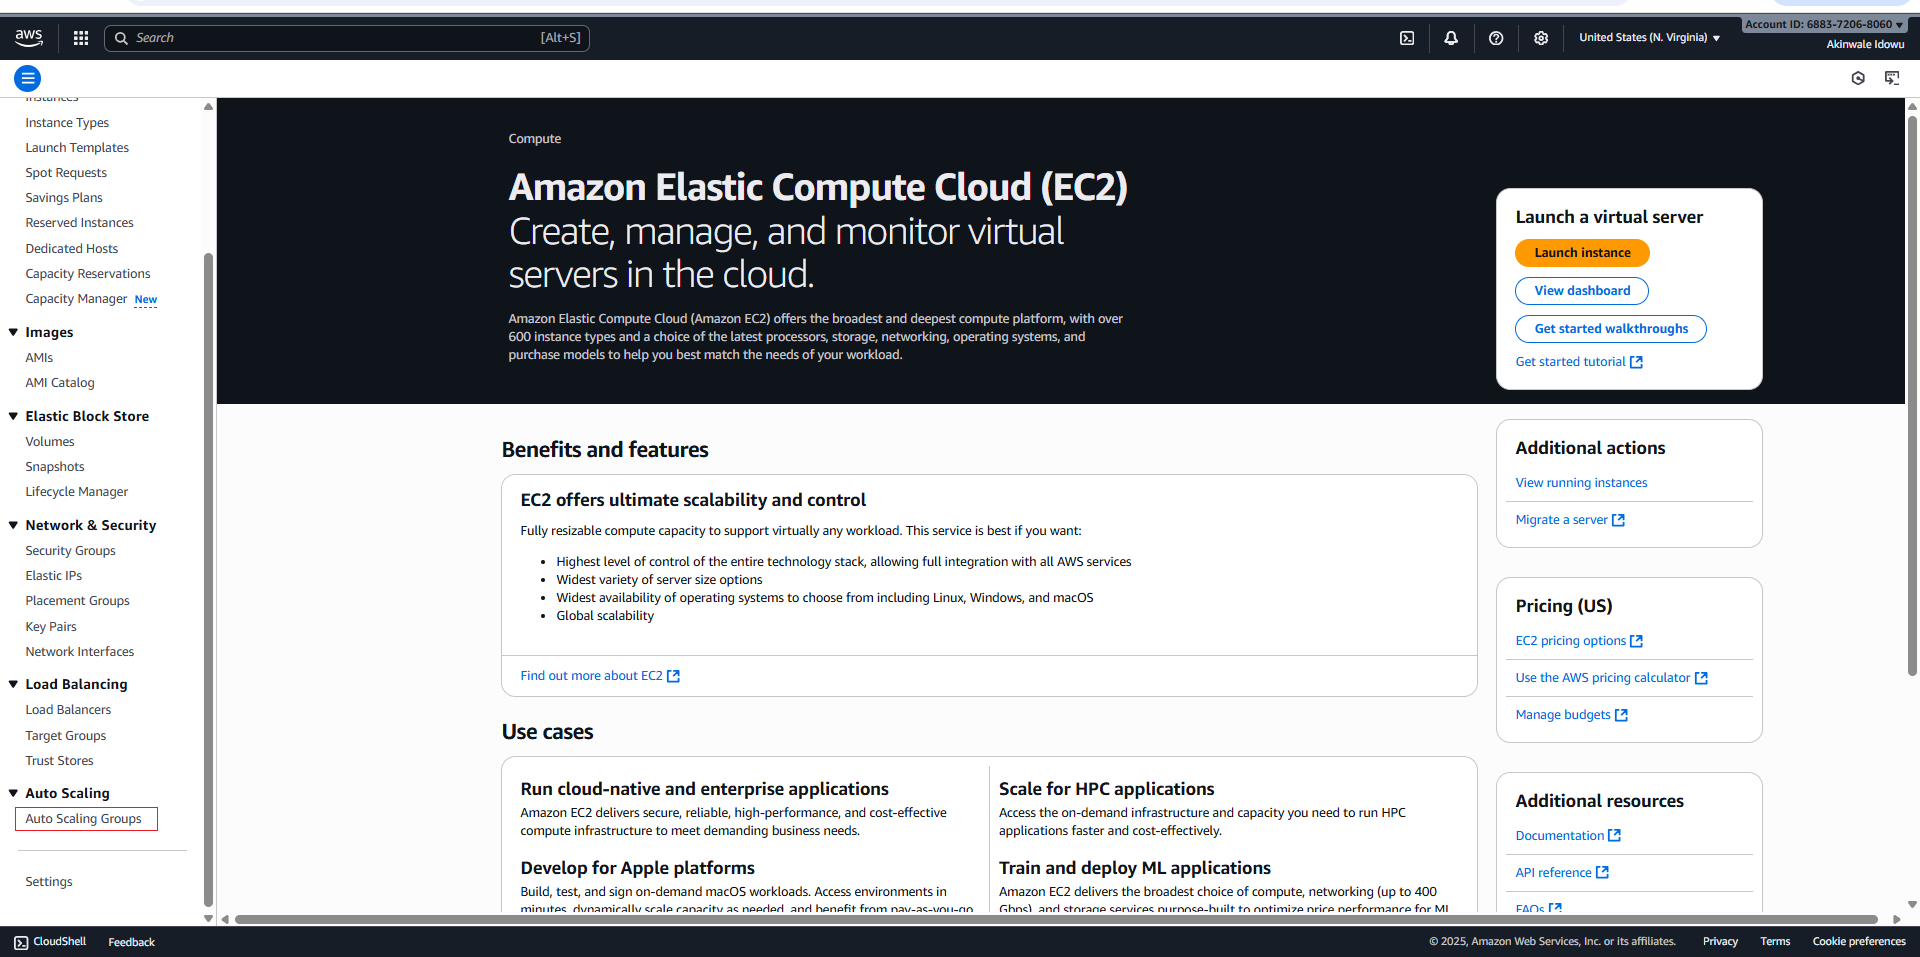 aws
Search
[Alt+S]
United States (N. Virginia)
Account ID: 6883-7206-8060
Akinwale Idowu
Instances
Instance Types
Launch Templates
Spot Requests
Savings Plans
Reserved Instances
Dedicated Hosts
Capacity Reservations
Capacity Manager New
Images
AMIs
AMI Catalog
Elastic Block Store
Volumes
Snapshots
Lifecycle Manager
Network & Security
Security Groups
Elastic IPs
Placement Groups
Key Pairs
Network Interfaces
Load Balancing
Load Balancers
Target Groups
Trust Stores
Auto Scaling
Auto Scaling Groups
Settings
Compute
Amazon Elastic Compute Cloud (EC2)
Create, manage, and monitor virtual
servers in the cloud.
Amazon Elastic Compute Cloud (Amazon EC2) offers the broadest and deepest compute platform, with over
600 instance types and a choice of the latest processors, storage, networking, operating systems, and
purchase models to help you best match the needs of your workload.
Launch a virtual server
Launch instance
View dashboard
Get started walkthroughs
Get started tutorial
Benefits and features
EC2 offers ultimate scalability and control
Fully resizable compute capacity to support virtually any workload. This service is best if you want:
• Highest level of control of the entire technology stack, allowing full integration with all AWS services
• Widest variety of server size options
• Widest availability of operating systems to choose from including Linux, Windows, and macOS
• Global scalability
Find out more about EC2
Use cases
Run cloud-native and enterprise applications
Amazon EC2 delivers secure, reliable, high-performance, and cost-effective
compute infrastructure to meet demanding business needs.
Develop for Apple platforms
Build, test, and sign on-demand macOS workloads. Access environments in
minutes, dynamically scale capacity as needed, and benefit from pay-as-you-go
Scale for HPC applications
Access the on-demand infrastructure and capacity you need to run HPC
applications faster and cost-effectively.
Train and deploy ML applications
Amazon EC2 delivers the broadest choice of compute, networking (up to 400
Gbps), and storage services purpose-built to optimize price performance for ML
Additional actions
View running instances
Migrate a server
Pricing (US)
EC2 pricing options
Use the AWS pricing calculator
Manage budgets
Additional resources
Documentation
API reference
FAQs
CloudShell
Feedback
© 2025, Amazon Web Services, Inc. or its affiliates.
Privacy
Terms
Cookie preferences